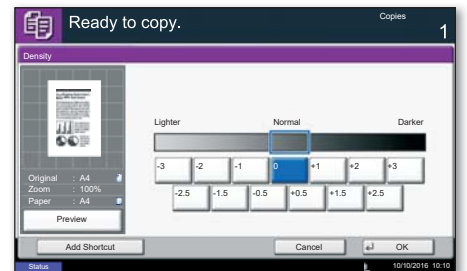 Ready to copy.
Copies
1
Density
Lighter Normal Darker
-3 -2 -1 0 +1 +2 +3
-2.5 -1.5 -0.5 +0.5 +1.5 +2.5
Original : A4
Zoom : 100%
Paper : A4
Preview
Add Shortcut Cancel OK
Status 10/10/2016 10:10